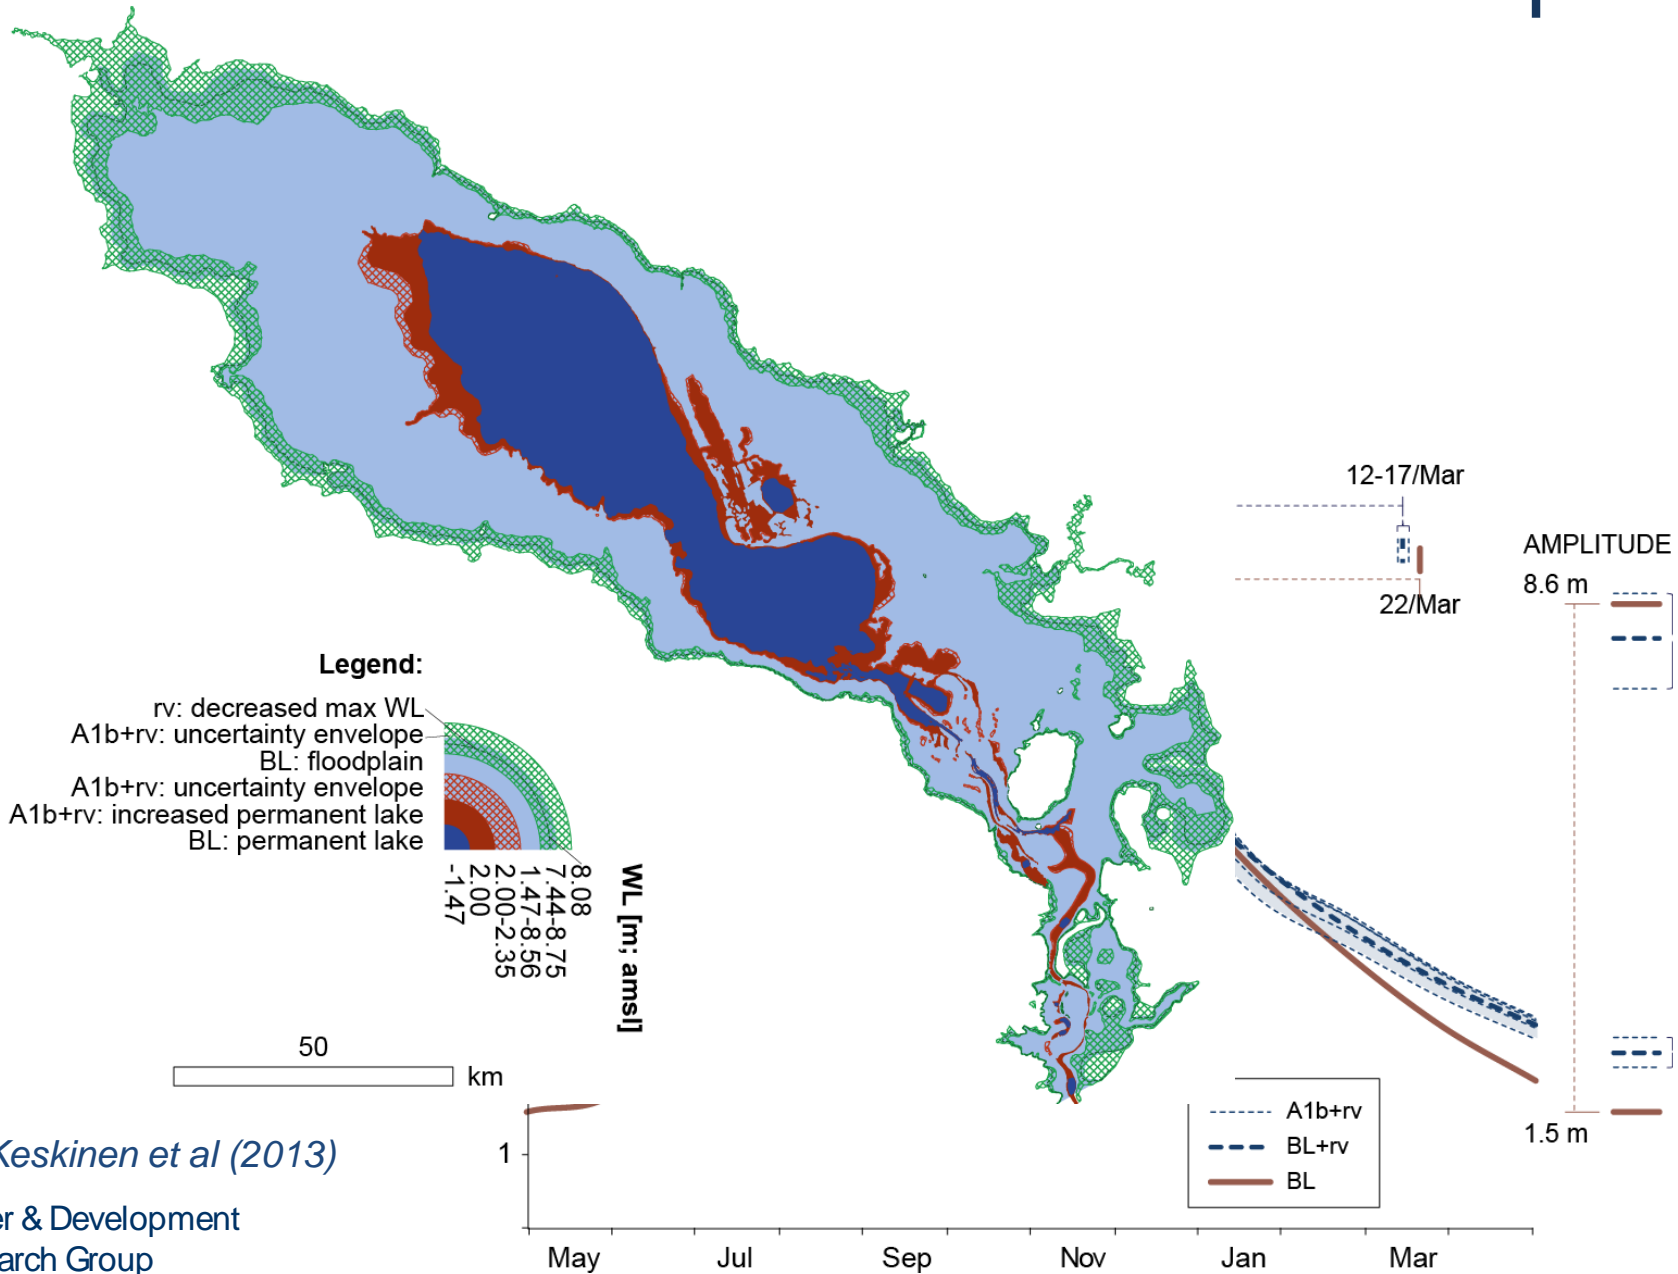 12-17/Mar
22/Mar
AMPLITUDE
8.6 m
1.5 m
Legend:
rv: decreased max WL
A1b+rv: uncertainty envelope
BL: floodplain
A1b+rv: uncertainty envelope
A1b+rv: increased permanent lake
BL: permanent lake
-1.47
2.00
2.00-2.35
1.47-8.56
7.44-8.75
8.08
WL [m; amsl]
50
km
A1b+rv
BL+rv
BL
1
May Jul Sep Nov Jan Mar
Keskinen et al (2013)
er & Development
arch Group